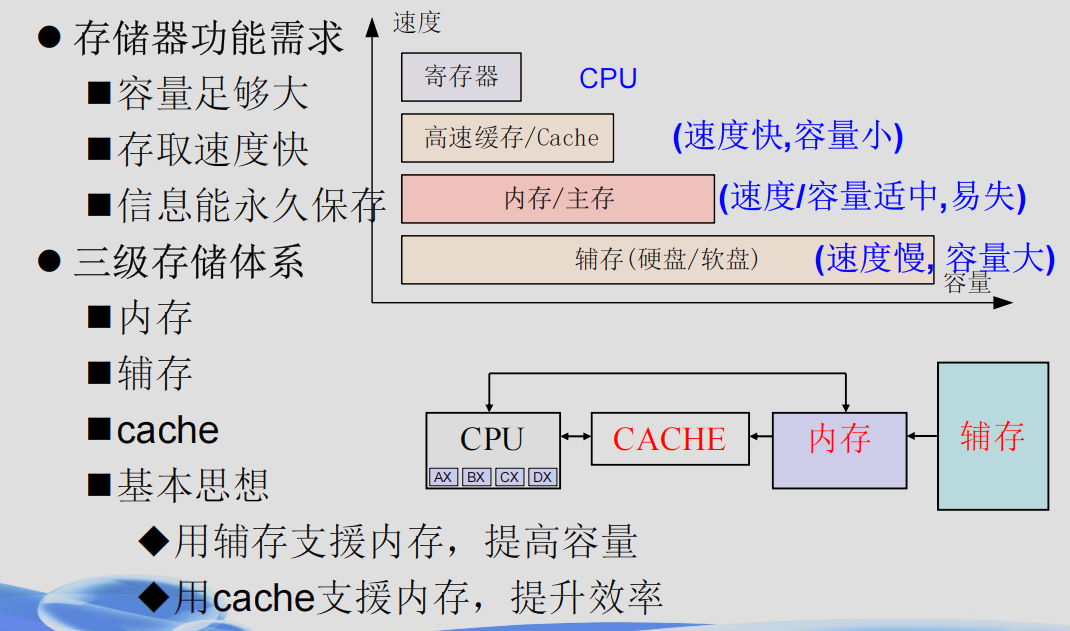 ● 存储器功能需求
■容量足够大
■存取速度快
■信息能永久保存
● 三级存储体系
■内存
■辅存
■cache
■基本思想
◆用辅存支援内存，提高容量
◆用cache支援内存，提升效率
速度
寄存器 CPU
高速缓存/Cache (速度快,容量小)
内存/主存 (速度/容量适中,易失)
辅存(硬盘/软盘) (速度慢, 容量大)
容量
CPU CACHE 内存 辅存
AX BX CX DX